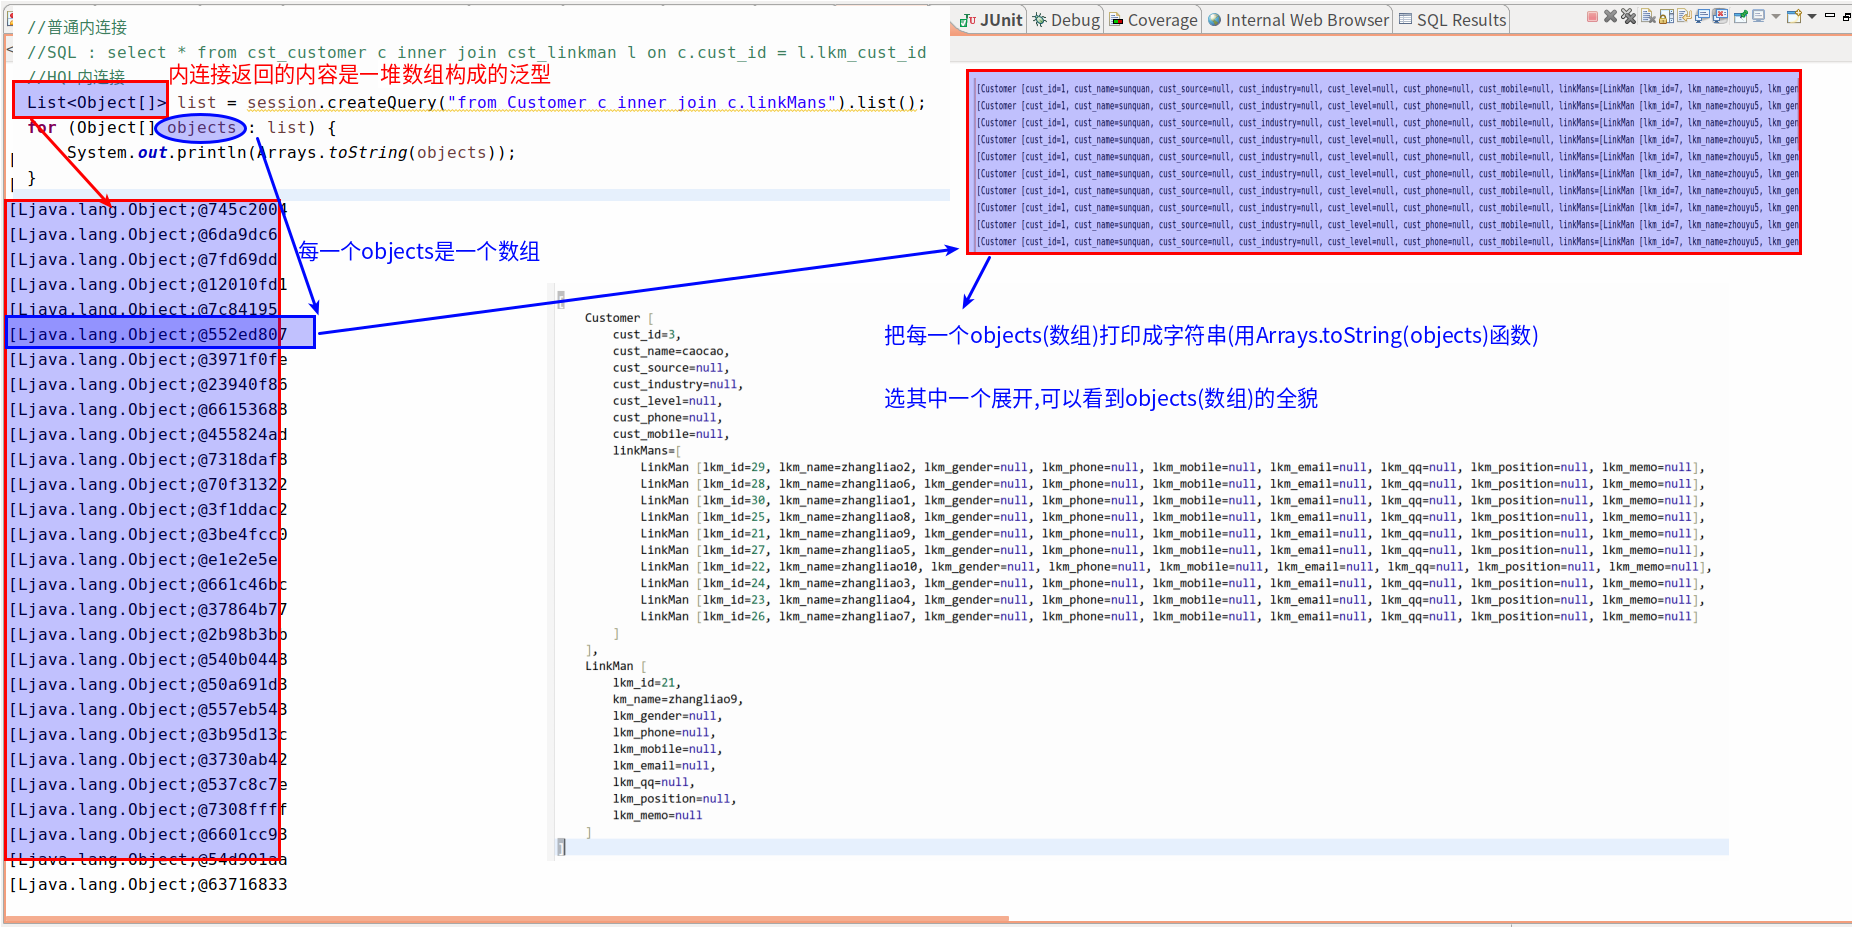 //普通内连接
//SQL : select * from cst_customer c inner join cst_linkman l on c.cust_id = l.lkm_cust_id
//HQL内连接
内连接返回的内容是一堆数组构成的泛型
List<Object[]> list = session.createQuery("from Customer c inner join c.linkMans").list();
for (Object[] objects : list) {
System.out.println(Arrays.toString(objects));
}
[Ljava.lang.Object;@745c2004
[Ljava.lang.Object;@6da9dc6
[Ljava.lang.Object;@7fd69dd
[Ljava.lang.Object;@12010fd1
[Ljava.lang.Object;@7c84195
[Ljava.lang.Object;@552ed807
[Ljava.lang.Object;@3971f0fe
[Ljava.lang.Object;@23940f86
[Ljava.lang.Object;@66153688
[Ljava.lang.Object;@455824ad
[Ljava.lang.Object;@7318daf8
[Ljava.lang.Object;@70f31322
[Ljava.lang.Object;@3f1ddac2
[Ljava.lang.Object;@3be4fcc0
[Ljava.lang.Object;@e1e2e5e
[Ljava.lang.Object;@661c46bc
[Ljava.lang.Object;@37864b77
[Ljava.lang.Object;@2b98b3bb
[Ljava.lang.Object;@540b0448
[Ljava.lang.Object;@50a691d3
[Ljava.lang.Object;@557eb543
[Ljava.lang.Object;@3b95d13c
[Ljava.lang.Object;@3730ab42
[Ljava.lang.Object;@537c8c7e
[Ljava.lang.Object;@7308ffff
[Ljava.lang.Object;@6601cc93
[Ljava.lang.Object;@54d901aa
[Ljava.lang.Object;@63716833
每一个objects是一个数组
JUnit Debug Coverage Internal Web Browser SQL Results
[Customer [cust_id=1, cust_name=sunquan, cust_source=null, cust_industry=null, cust_level=null, cust_phone=null, cust_mobile=null, linkMans=[LinkMan [lkm_id=7, lkm_name=zhouyu5, lkm_gen
[Customer [cust_id=1, cust_name=sunquan, cust_source=null, cust_industry=null, cust_level=null, cust_phone=null, cust_mobile=null, linkMans=[LinkMan [lkm_id=7, lkm_name=zhouyu5, lkm_gen
[Customer [cust_id=1, cust_name=sunquan, cust_source=null, cust_industry=null, cust_level=null, cust_phone=null, cust_mobile=null, linkMans=[LinkMan [lkm_id=7, lkm_name=zhouyu5, lkm_gen
[Customer [cust_id=1, cust_name=sunquan, cust_source=null, cust_industry=null, cust_level=null, cust_phone=null, cust_mobile=null, linkMans=[LinkMan [lkm_id=7, lkm_name=zhouyu5, lkm_gen
[Customer [cust_id=1, cust_name=sunquan, cust_source=null, cust_industry=null, cust_level=null, cust_phone=null, cust_mobile=null, linkMans=[LinkMan [lkm_id=7, lkm_name=zhouyu5, lkm_gen
[Customer [cust_id=1, cust_name=sunquan, cust_source=null, cust_industry=null, cust_level=null, cust_phone=null, cust_mobile=null, linkMans=[LinkMan [lkm_id=7, lkm_name=zhouyu5, lkm_gen
[Customer [cust_id=1, cust_name=sunquan, cust_source=null, cust_industry=null, cust_level=null, cust_phone=null, cust_mobile=null, linkMans=[LinkMan [lkm_id=7, lkm_name=zhouyu5, lkm_gen
[Customer [cust_id=1, cust_name=sunquan, cust_source=null, cust_industry=null, cust_level=null, cust_phone=null, cust_mobile=null, linkMans=[LinkMan [lkm_id=7, lkm_name=zhouyu5, lkm_gen
[Customer [cust_id=1, cust_name=sunquan, cust_source=null, cust_industry=null, cust_level=null, cust_phone=null, cust_mobile=null, linkMans=[LinkMan [lkm_id=7, lkm_name=zhouyu5, lkm_gen
[Customer [cust_id=1, cust_name=sunquan, cust_source=null, cust_industry=null, cust_level=null, cust_phone=null, cust_mobile=null, linkMans=[LinkMan [lkm_id=7, lkm_name=zhouyu5, lkm_gen
把每一个objects(数组)打印成字符串(用Arrays.toString(objects)函数)
选其中一个展开,可以看到objects(数组)的全貌
[
Customer [
cust_id=3,
cust_name=caocao,
cust_source=null,
cust_industry=null,
cust_level=null,
cust_phone=null,
cust_mobile=null,
linkMans=[
LinkMan [lkm_id=29, lkm_name=zhangliao2, lkm_gender=null, lkm_phone=null, lkm_mobile=null, lkm_email=null, lkm_qq=null, lkm_position=null, lkm_memo=null],
LinkMan [lkm_id=28, lkm_name=zhangliao6, lkm_gender=null, lkm_phone=null, lkm_mobile=null, lkm_email=null, lkm_qq=null, lkm_position=null, lkm_memo=null],
LinkMan [lkm_id=30, lkm_name=zhangliao1, lkm_gender=null, lkm_phone=null, lkm_mobile=null, lkm_email=null, lkm_qq=null, lkm_position=null, lkm_memo=null],
LinkMan [lkm_id=25, lkm_name=zhangliao8, lkm_gender=null, lkm_phone=null, lkm_mobile=null, lkm_email=null, lkm_qq=null, lkm_position=null, lkm_memo=null],
LinkMan [lkm_id=21, lkm_name=zhangliao9, lkm_gender=null, lkm_phone=null, lkm_mobile=null, lkm_email=null, lkm_qq=null, lkm_position=null, lkm_memo=null],
LinkMan [lkm_id=27, lkm_name=zhangliao5, lkm_gender=null, lkm_phone=null, lkm_mobile=null, lkm_email=null, lkm_qq=null, lkm_position=null, lkm_memo=null],
LinkMan [lkm_id=22, lkm_name=zhangliao10, lkm_gender=null, lkm_phone=null, lkm_mobile=null, lkm_email=null, lkm_qq=null, lkm_position=null, lkm_memo=null],
LinkMan [lkm_id=24, lkm_name=zhangliao3, lkm_gender=null, lkm_phone=null, lkm_mobile=null, lkm_email=null, lkm_qq=null, lkm_position=null, lkm_memo=null],
LinkMan [lkm_id=23, lkm_name=zhangliao4, lkm_gender=null, lkm_phone=null, lkm_mobile=null, lkm_email=null, lkm_qq=null, lkm_position=null, lkm_memo=null],
LinkMan [lkm_id=26, lkm_name=zhangliao7, lkm_gender=null, lkm_phone=null, lkm_mobile=null, lkm_email=null, lkm_qq=null, lkm_position=null, lkm_memo=null]
]
],
LinkMan [
lkm_id=21,
km_name=zhangliao9,
lkm_gender=null,
lkm_phone=null,
lkm_mobile=null,
lkm_email=null,
lkm_qq=null,
lkm_position=null,
lkm_memo=null
]
]